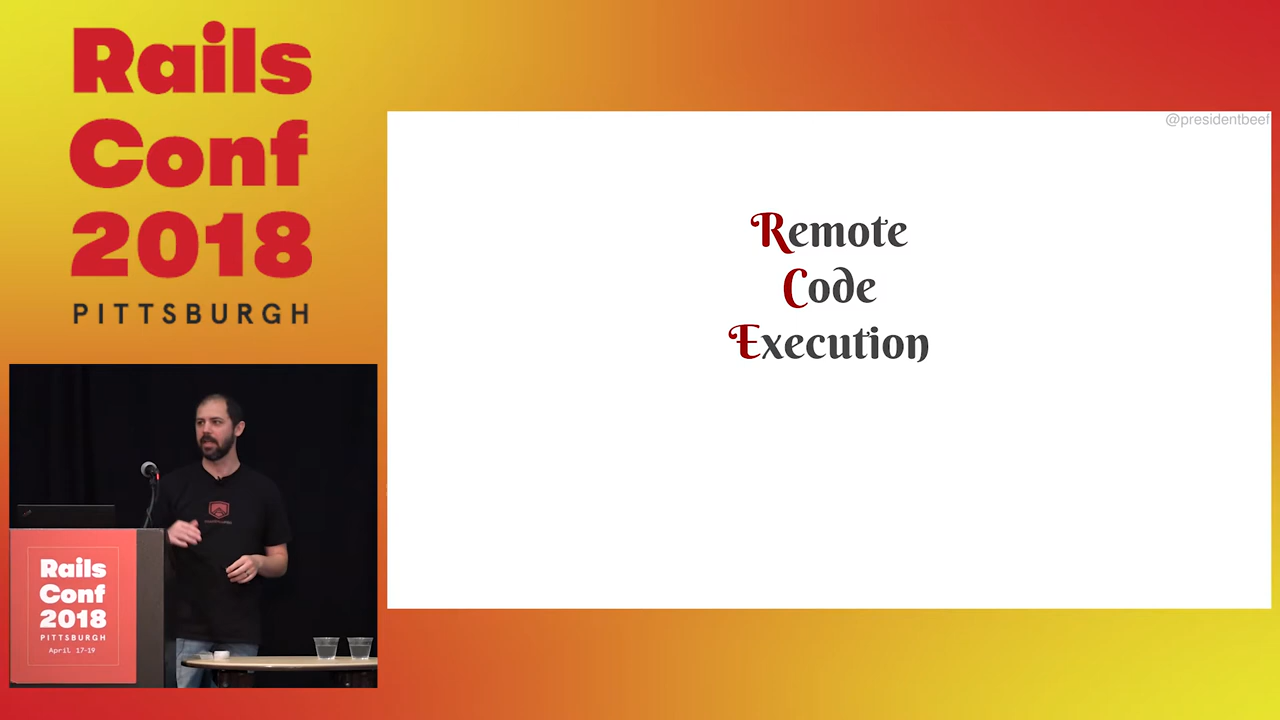 Rails
Conf
2018
PITTSBURGH
@presidentbeef
Remote
Code
Execution
Rails
Conf
2018
PITTSBURGH
April 17-19